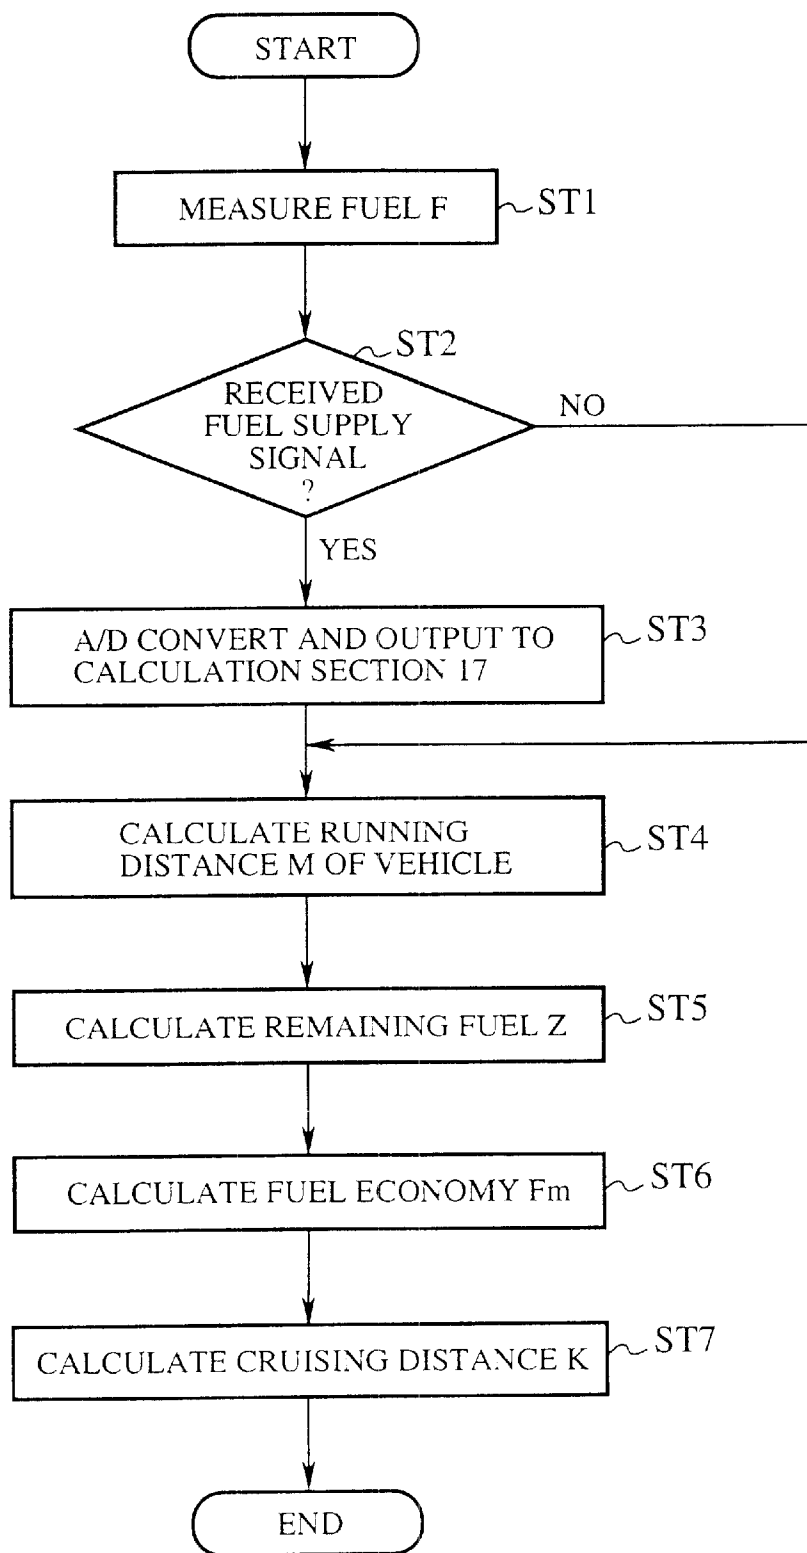 START
MEASURE FUEL F
ST1
ST2
RECEIVED
FUEL SUPPLY
SIGNAL
?
NO
YES
A/D CONVERT AND OUTPUT TO
CALCULATION SECTION 17
ST3
CALCULATE RUNNING
DISTANCE M OF VEHICLE
ST4
CALCULATE REMAINING FUEL Z
ST5
CALCULATE FUEL ECONOMY Fm
ST6
CALCULATE CRUISING DISTANCE K
ST7
END